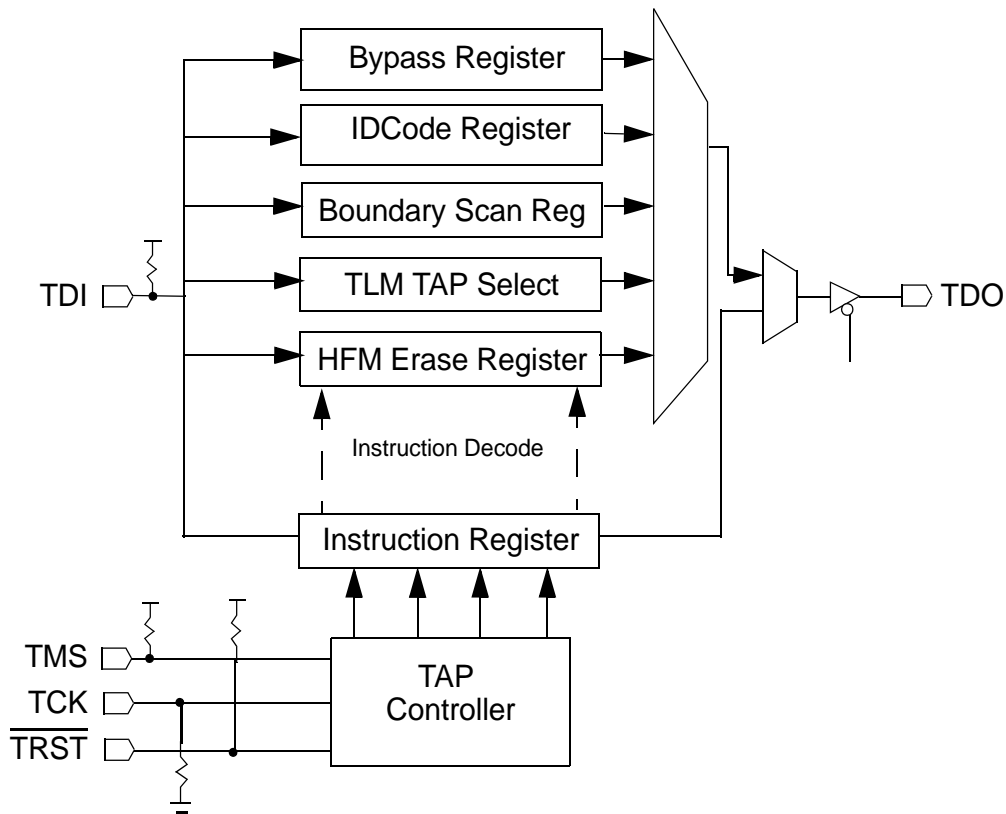 Bypass Register
IDCode Register
Boundary Scan Reg
TLM TAP Select
TDI
TDO
HFM Erase Register
Instruction Decode
Instruction Register
TMS
TAP
Controller
TCK
TRST